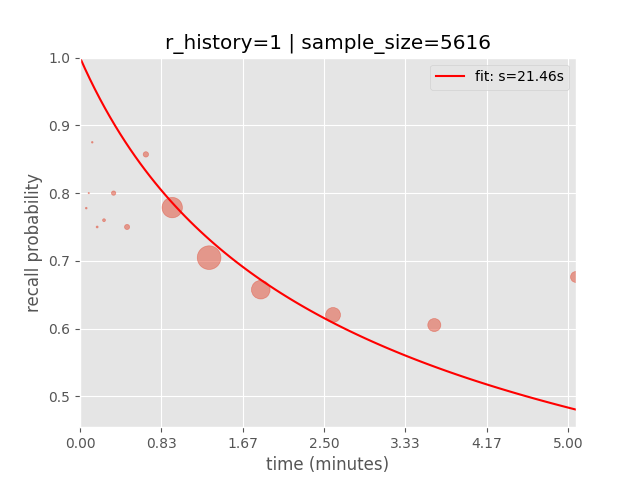 r_history=1 | sample_size=5616
fit: s=21.46s
1.0
0.9
0.8
0.7
0.6
0.5
recall probability
0.00 0.83 1.67 2.50 3.33 4.17 5.00
time (minutes)